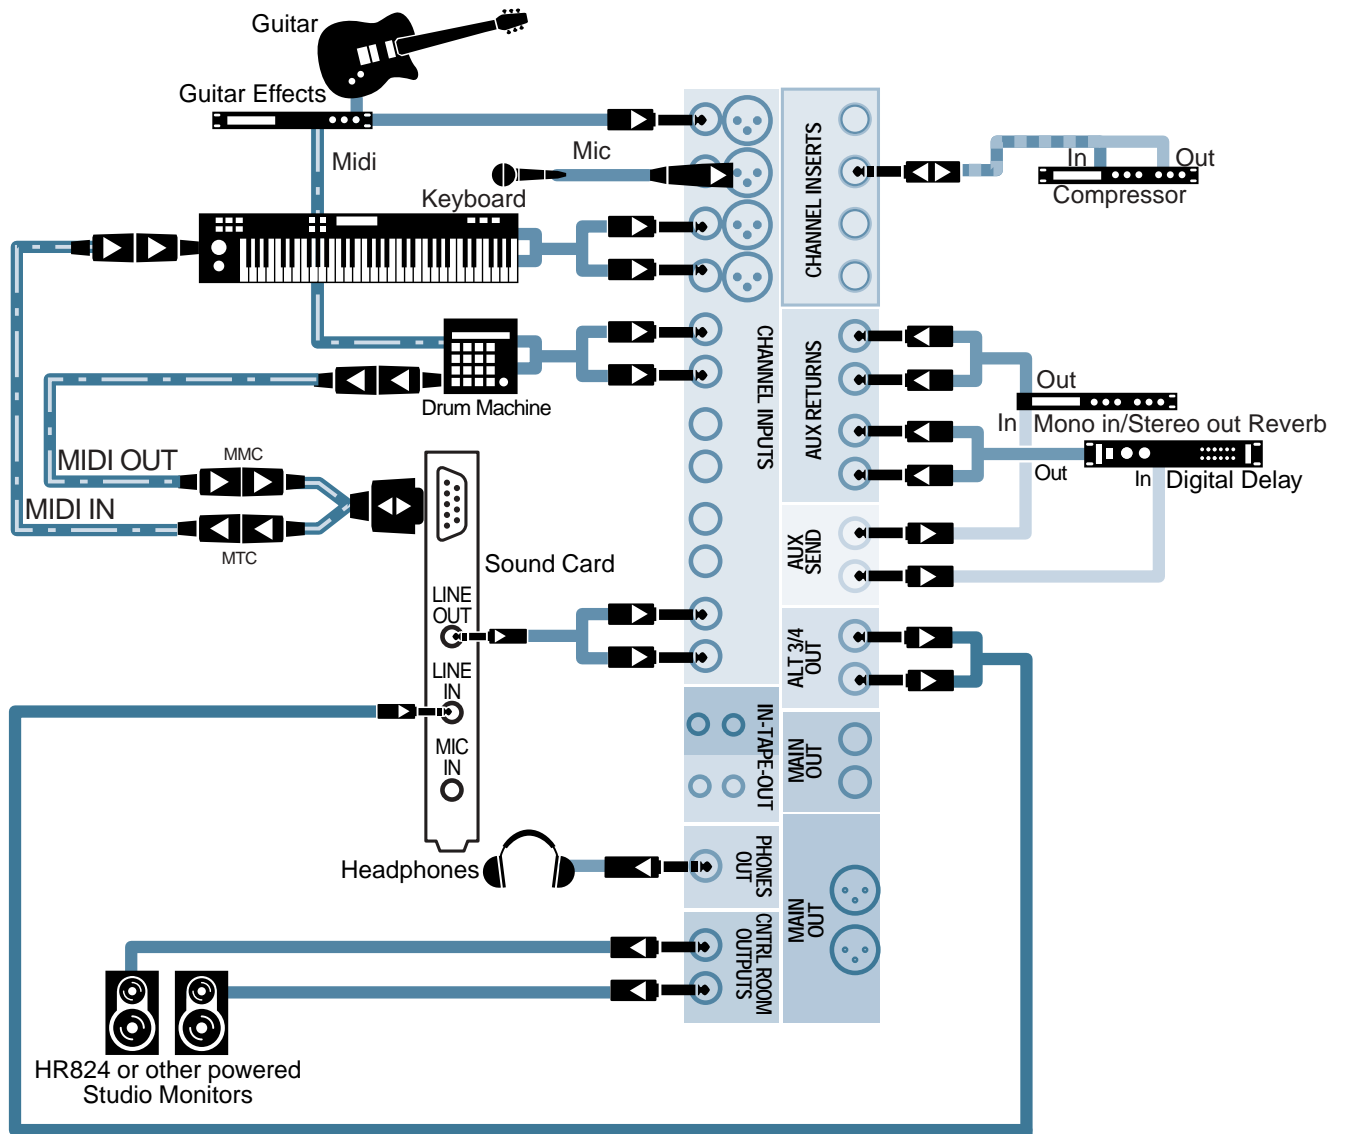 Guitar
Guitar Effects
Midi
Mic
Keyboard
In
Out
Compressor
CHANNEL INSERTS
CHANNEL INPUTS
AUX RETURNS
Out
In
Mono in/Stereo out Reverb
Out
In
Digital Delay
Drum Machine
MIDI OUT
MMC
MIDI IN
MTC
Sound Card
LINE
OUT
LINE
IN
MIC
IN
AUX
SEND
ALT 3/4
OUT
IN-TAPE-OUT
MAIN
OUT
Headphones
PHONES
OUT
MAIN
OUT
CNTRL ROOM
OUTPUTS
HR824 or other powered
Studio Monitors